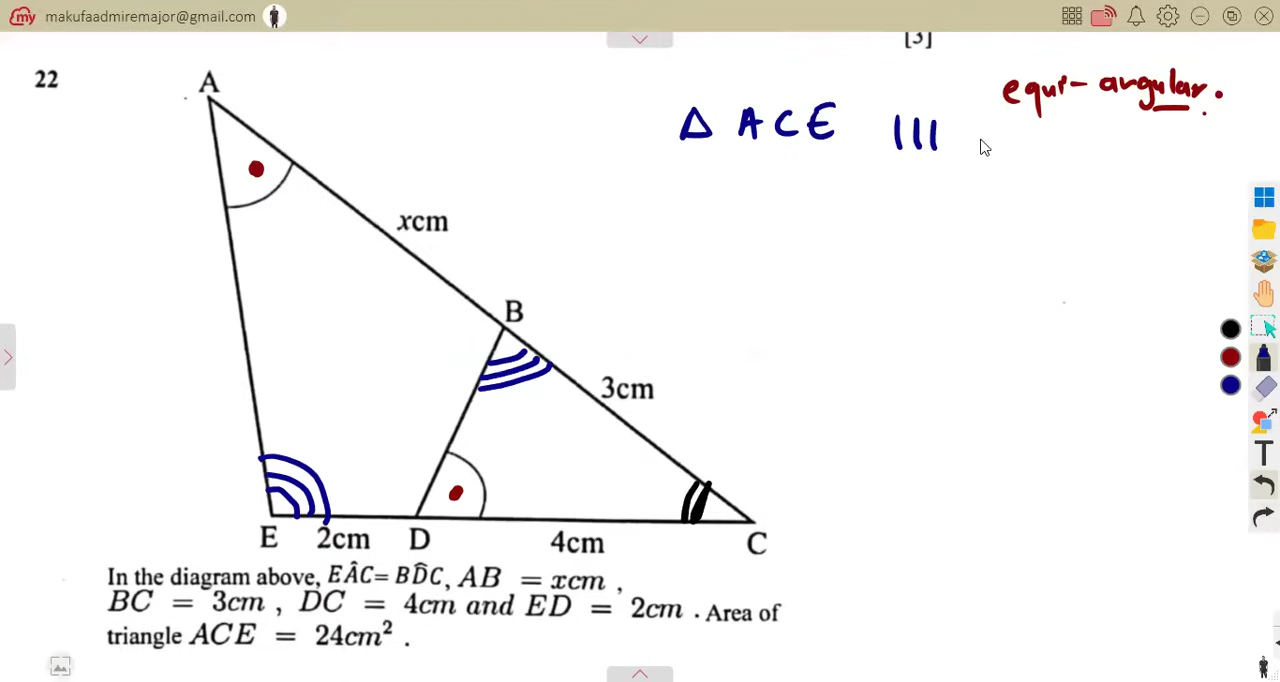 my makufaadmiremajor@gmail.com
[3]
22
A
equi-angular.
Δ ACE |||
xcm
B
3cm
E 2cm D 4cm C
In the diagram above, EÂC= BD̂C, AB = xcm ,
BC = 3cm , DC = 4cm and ED = 2cm . Area of
triangle ACE = 24cm² .
T